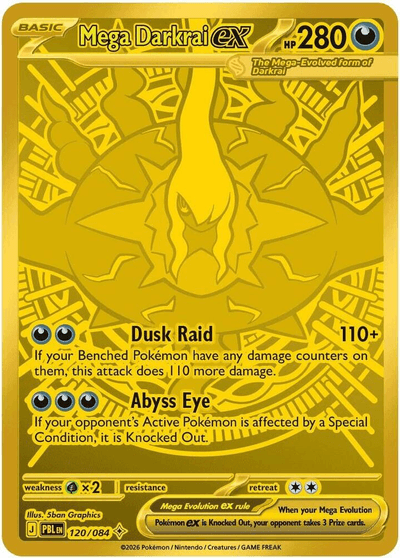 BASIC
Mega Darkrai ex HP 280
The Mega-Evolved form of
Darkrai
Dusk Raid 110+
If your Benched Pokémon have any damage counters on
them, this attack does 110 more damage.
Abyss Eye
If your opponent's Active Pokémon is affected by a Special
Condition, it is Knocked Out.
weakness ×2 resistance retreat
Illus. 5ban Graphics
Mega Evolution ex rule
When your Mega Evolution
Pokémon ex is Knocked Out, your opponent takes 3 Prize cards.
J PBL EN 120/084
©2026 Pokémon / Nintendo / Creatures / GAME FREAK